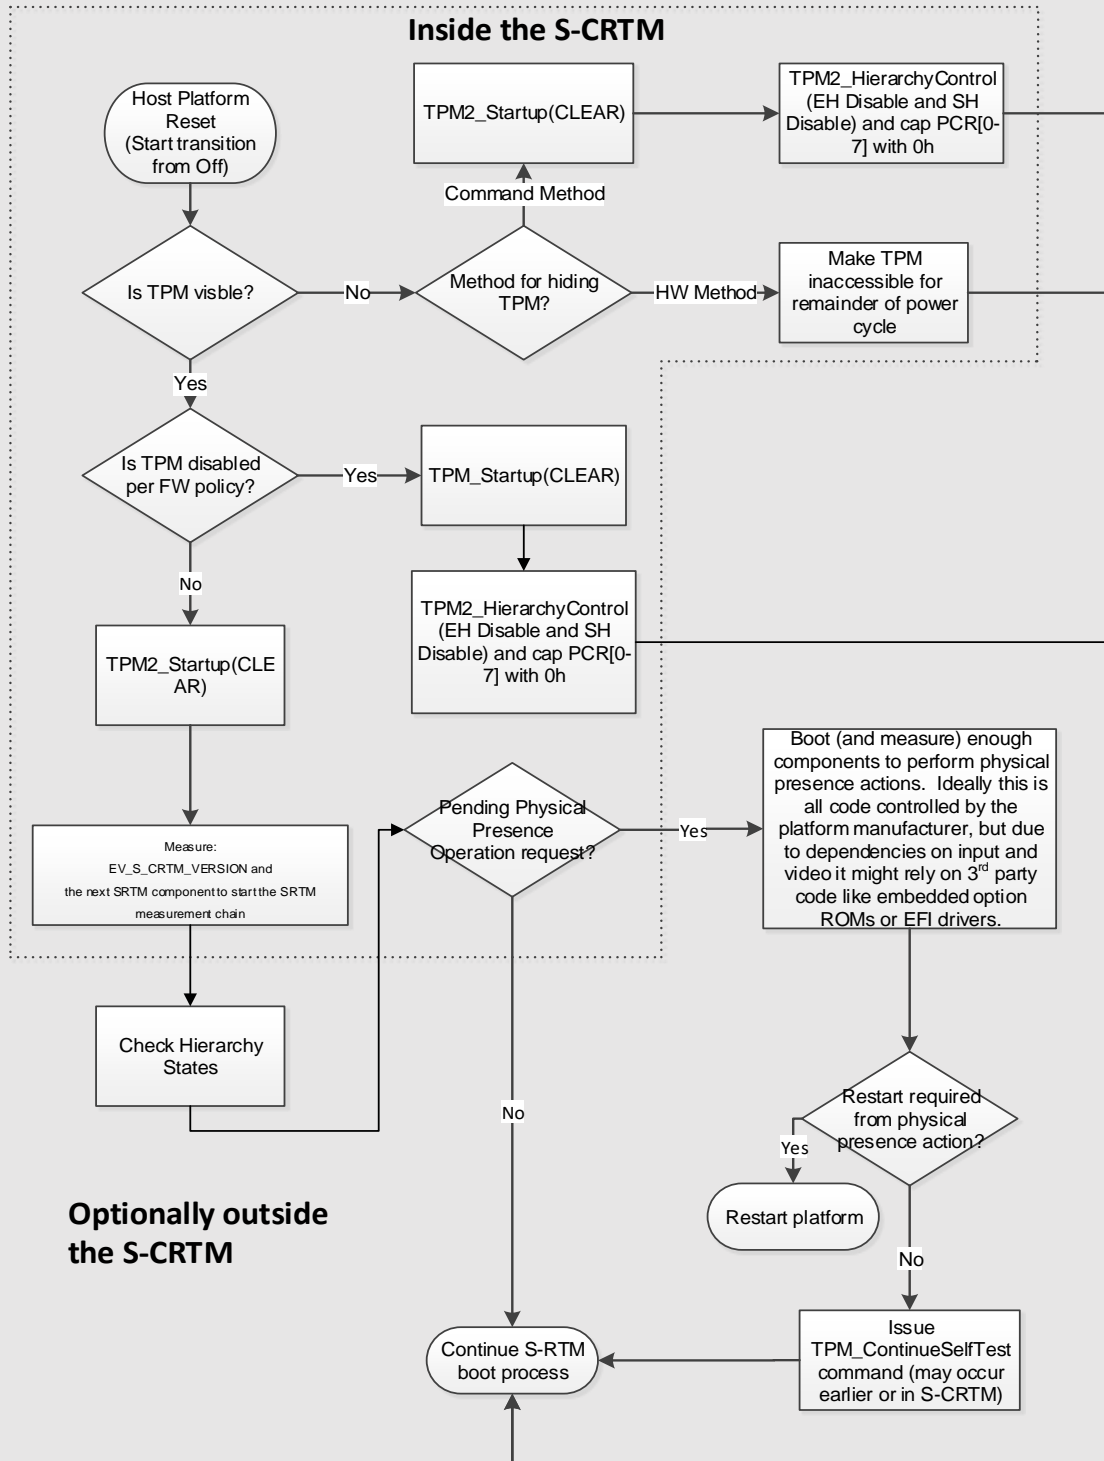 Inside the S-CRTM
Host Platform
Reset
(Start transition
from Off)
TPM2_Startup(CLEAR)
TPM2_HierarchyControl
(EH Disable and SH
Disable) and cap PCR[0-
7] with 0h
Command Method
Is TPM visble?
No
Method for hiding
TPM?
HW Method
Make TPM
inaccessible for
remainder of power
cycle
Yes
Is TPM disabled
per FW policy?
Yes
TPM_Startup(CLEAR)
No
TPM2_HierarchyControl
(EH Disable and SH
Disable) and cap PCR[0-
7] with 0h
TPM2_Startup(CLE
AR)
Measure:
EV_S_CRTM_VERSION and
the next SRTM component to start the SRTM
measurement chain
Pending Physical
Presence
Operation request?
Yes
Boot (and measure) enough
components to perform physical
presence actions. Ideally this is
all code controlled by the
platform manufacturer, but due
to dependencies on input and
video it might rely on 3rd party
code like embedded option
ROMs or EFI drivers.
Check Hierarchy
States
No
Restart required
from physical
presence action?
Yes
Restart platform
No
Optionally outside
the S-CRTM
Continue S-RTM
boot process
Issue
TPM_ContinueSelfTest
command (may occur
earlier or in S-CRTM)